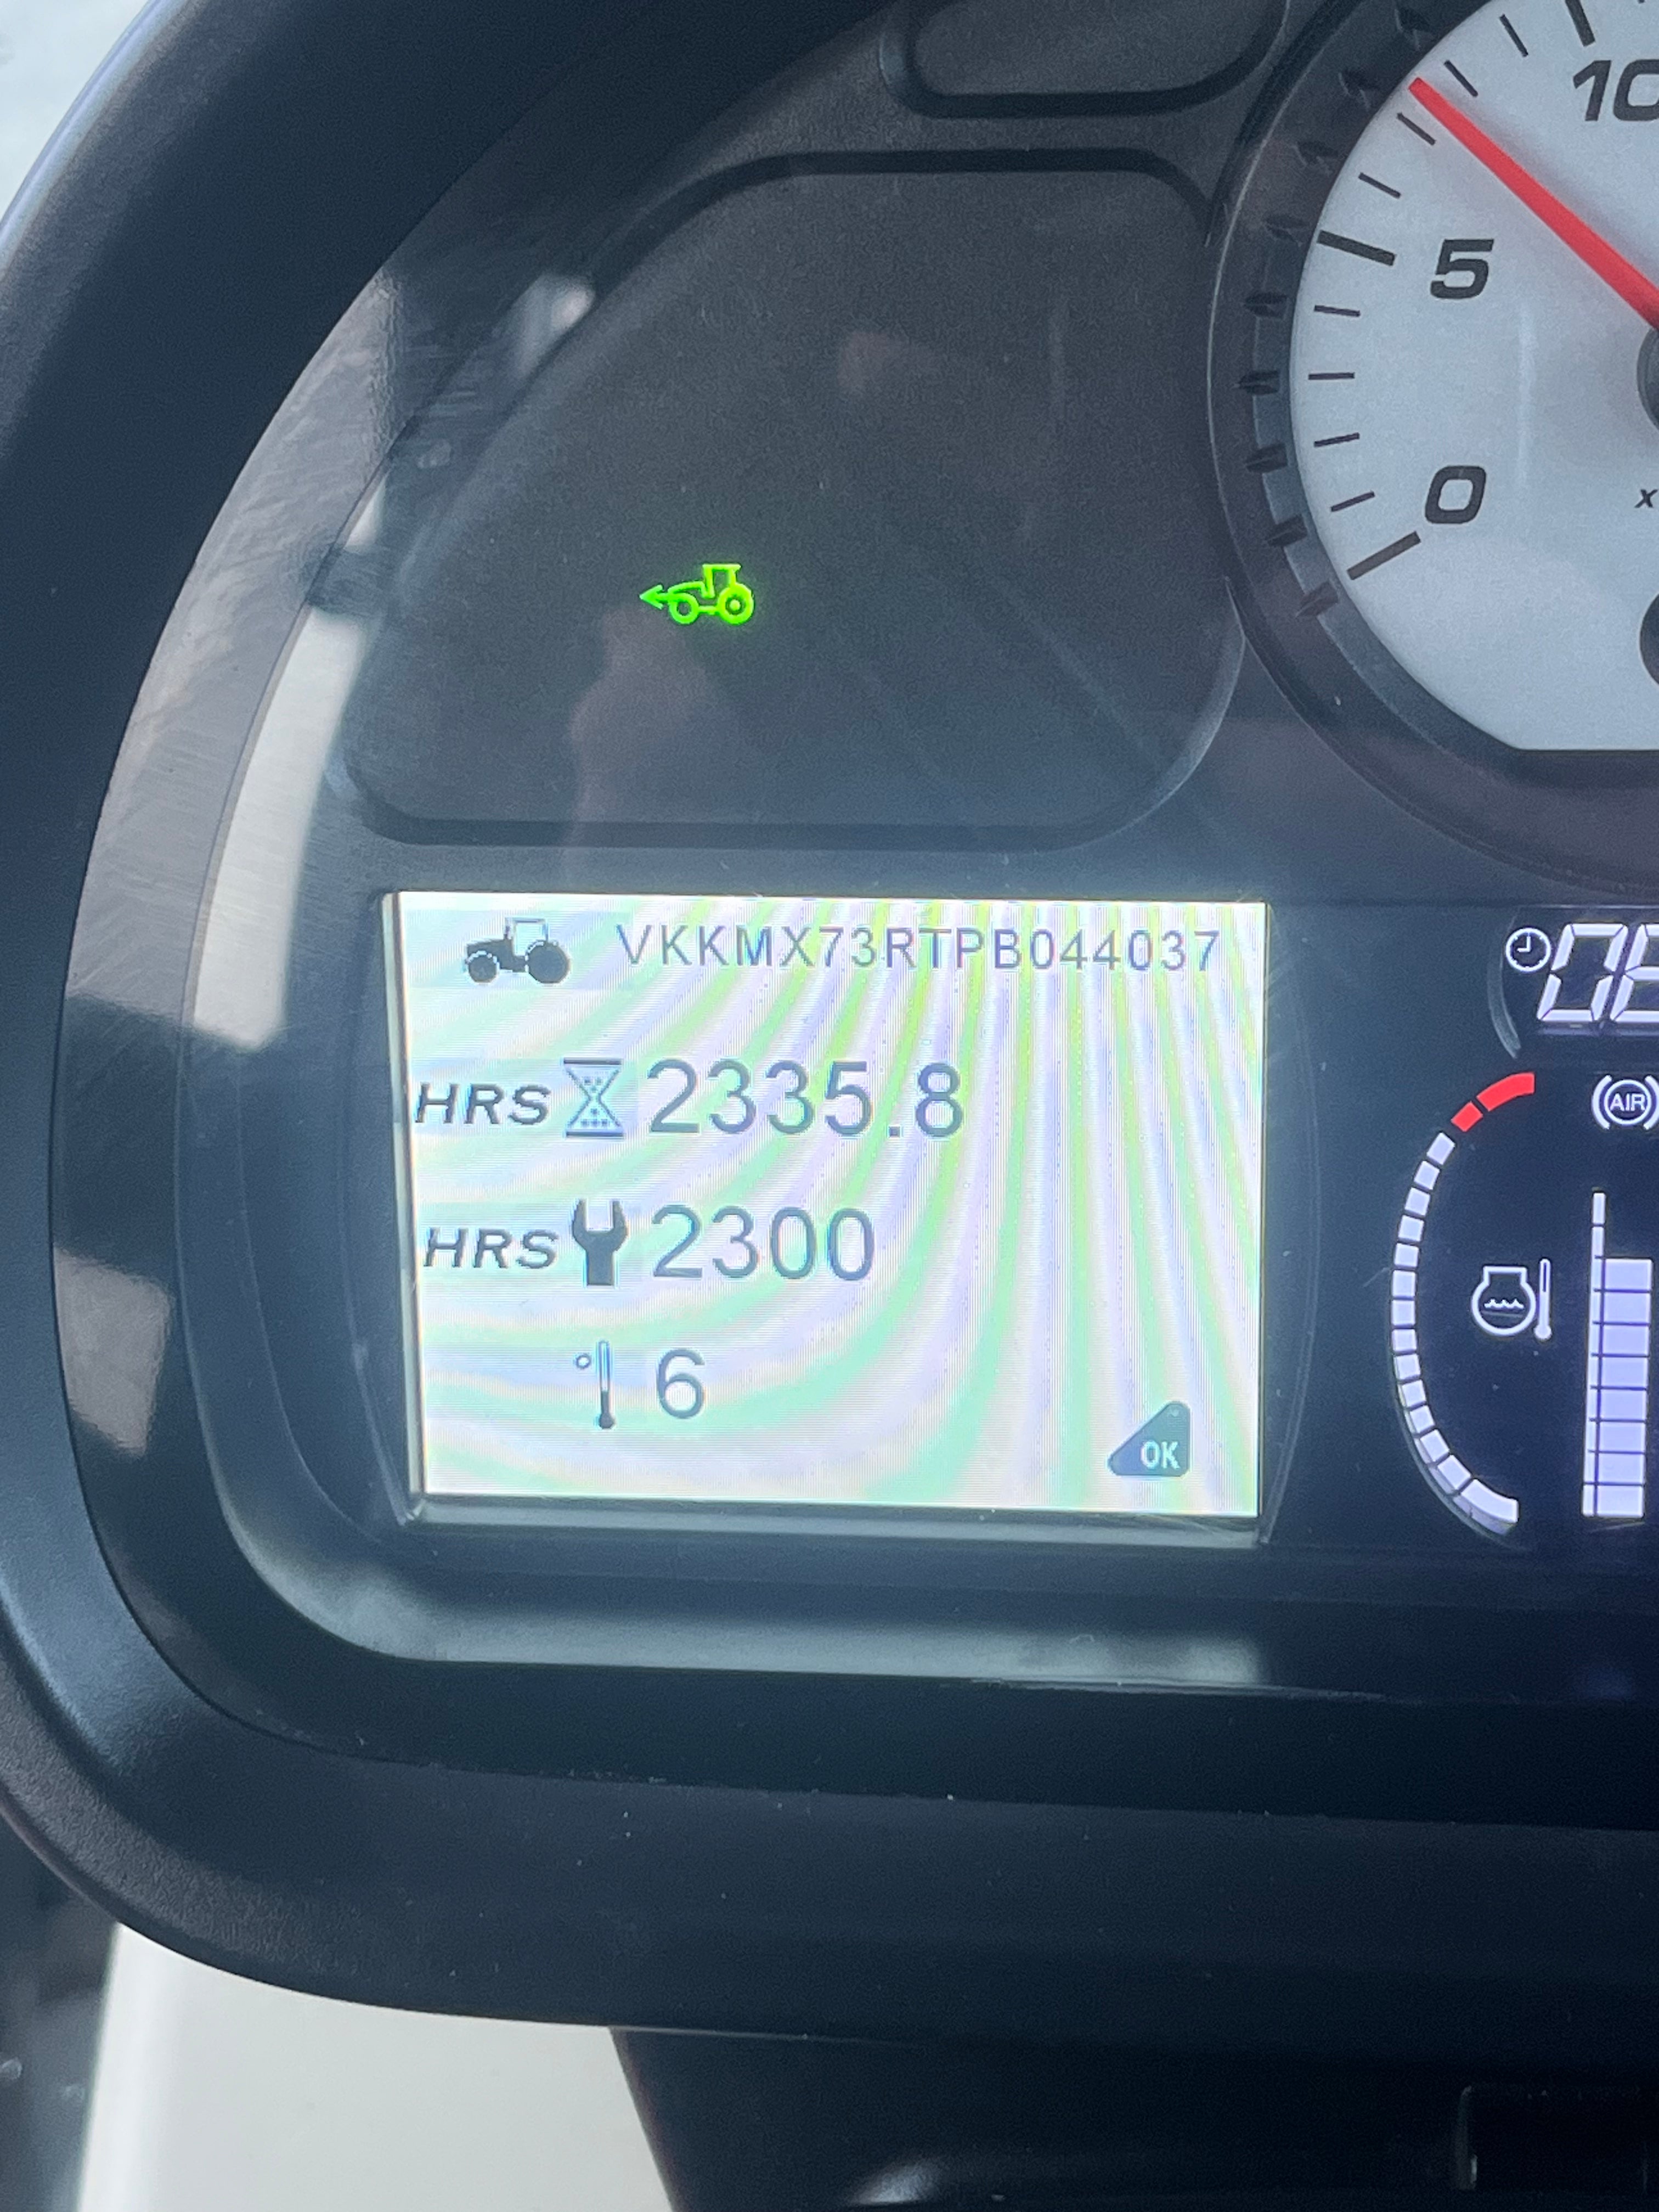 10
5
0
x
VKKMX73RTPB044037
HRS 2335.8
HRS 2300
° 6
OK
AIR